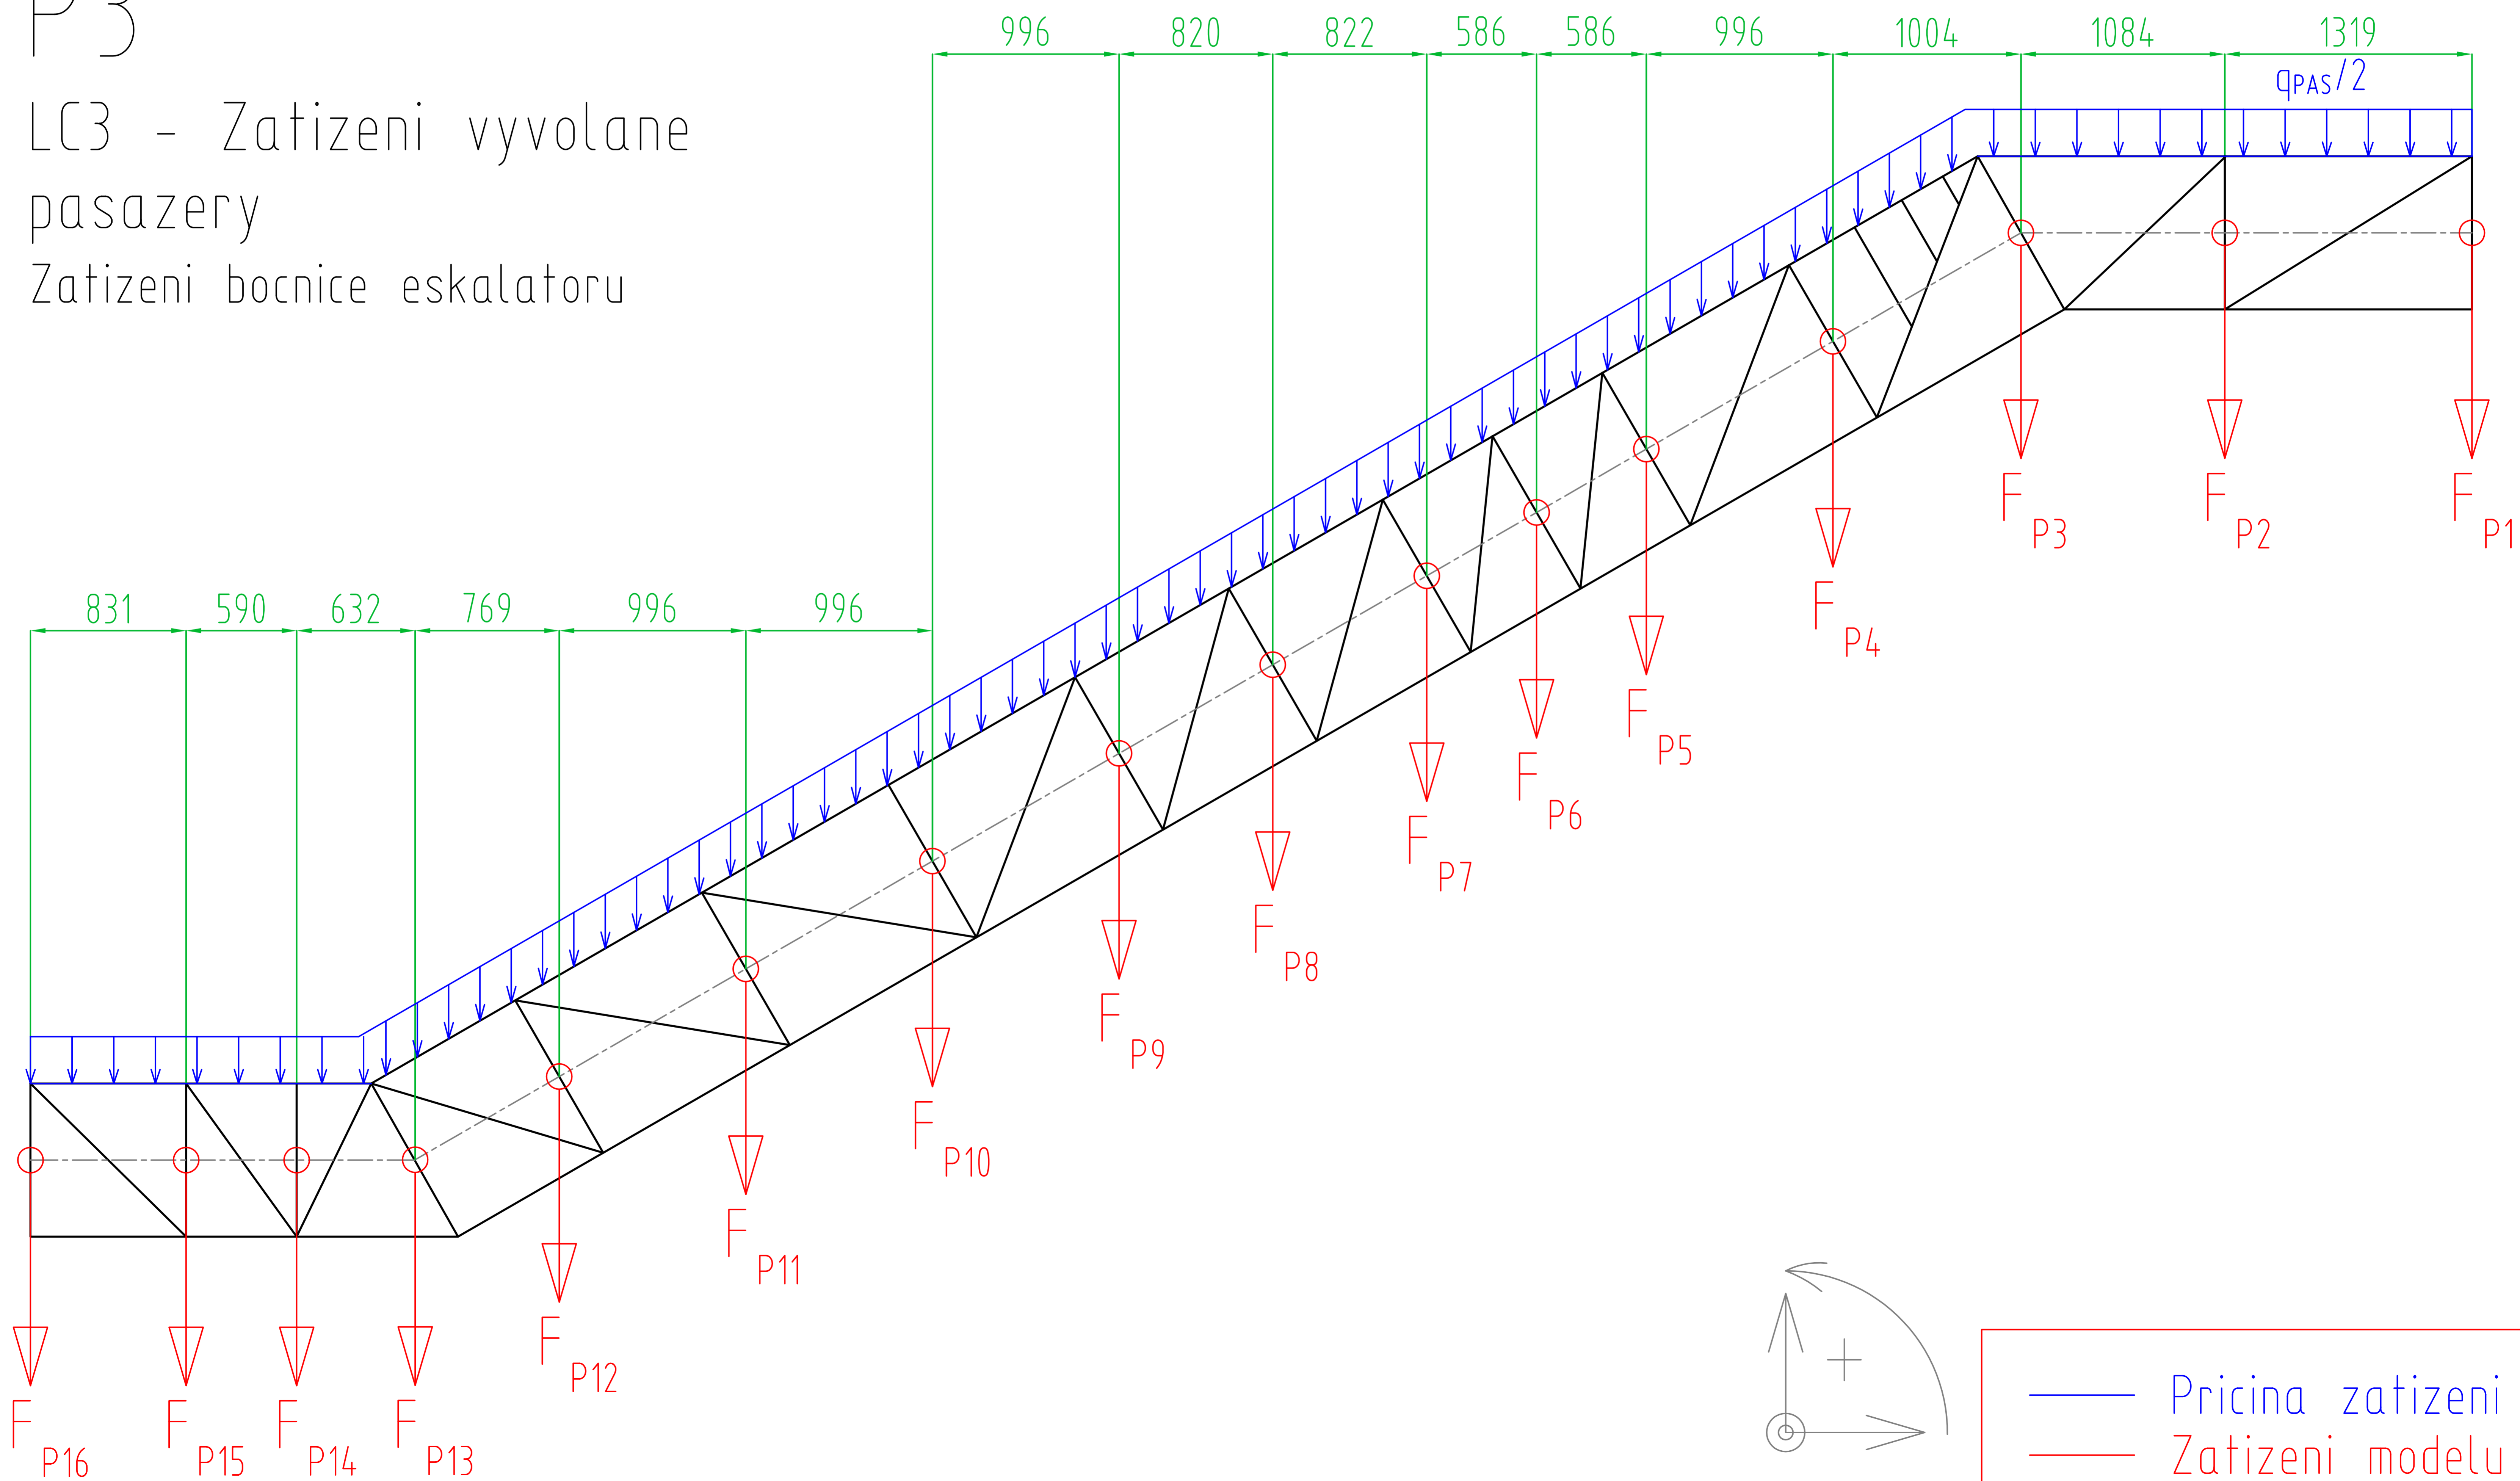 P3
LC3 - Zatizeni vyvolane
pasazery
Zatizeni bocnice eskalatoru
996 820 822 586 586 996 1004 1084 1319
qPAS/2
FP3 FP2 FP1
FP4
831 590 632 769 996 996
FP5
FP6
FP7
FP8
FP9
FP10
FP11
FP12
FP16 FP15 FP14 FP13
+
Pricina zatizeni
Zatizeni modelu